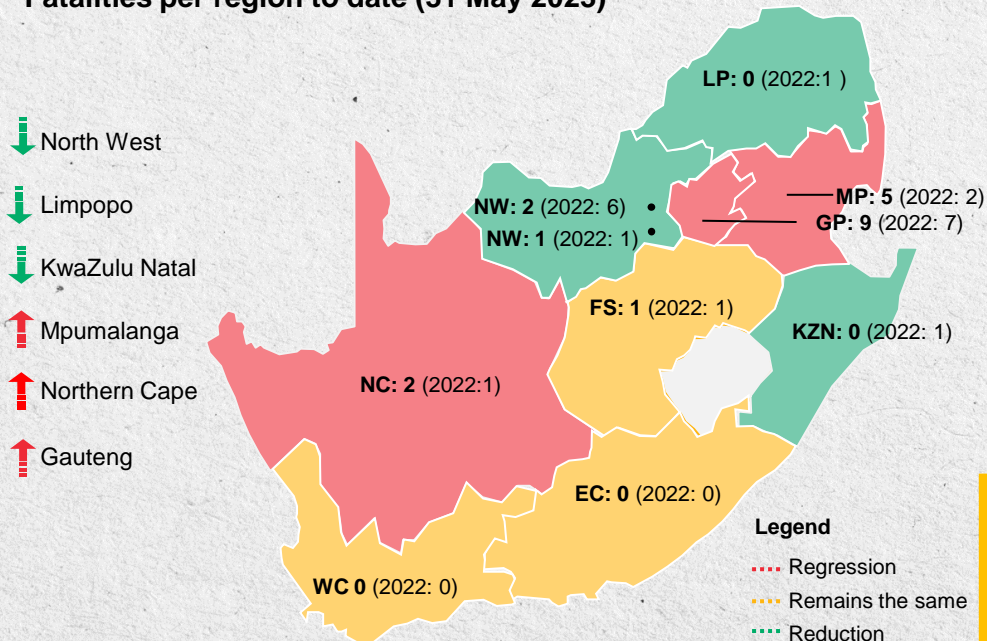 Fatalities per region to date (31 May 2023)
LP: 0 (2022:1 )
North West
Limpopo
KwaZulu Natal
Mpumalanga
Northern Cape
Gauteng
NW: 2 (2022: 6)
NW: 1 (2022: 1)
MP: 5 (2022: 2)
GP: 9 (2022: 7)
FS: 1 (2022: 1)
KZN: 0 (2022: 1)
NC: 2 (2022:1)
EC: 0 (2022: 0)
WC 0 (2022: 0)
Legend
Regression
Remains the same
Reduction